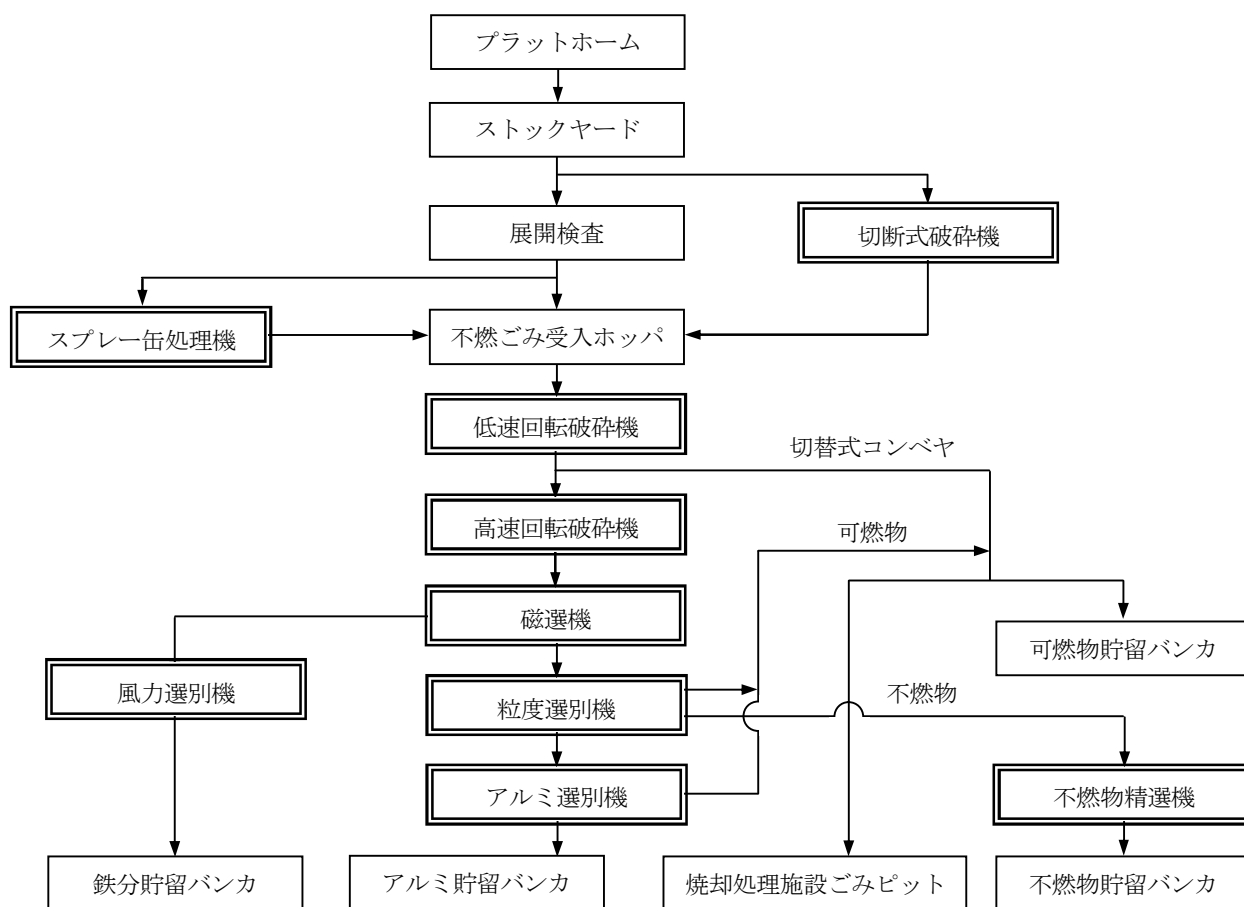 プラットホーム
ストックヤード
展開検査
切断式破砕機
スプレー缶処理機
不燃ごみ受入ホッパ
低速回転破砕機
切替式コンベヤ
高速回転破砕機
可燃物
磁選機
可燃物貯留バンカ
風力選別機
粒度選別機
不燃物
アルミ選別機
不燃物精選機
鉄分貯留バンカ
アルミ貯留バンカ
焼却処理施設ごみピット
不燃物貯留バンカ